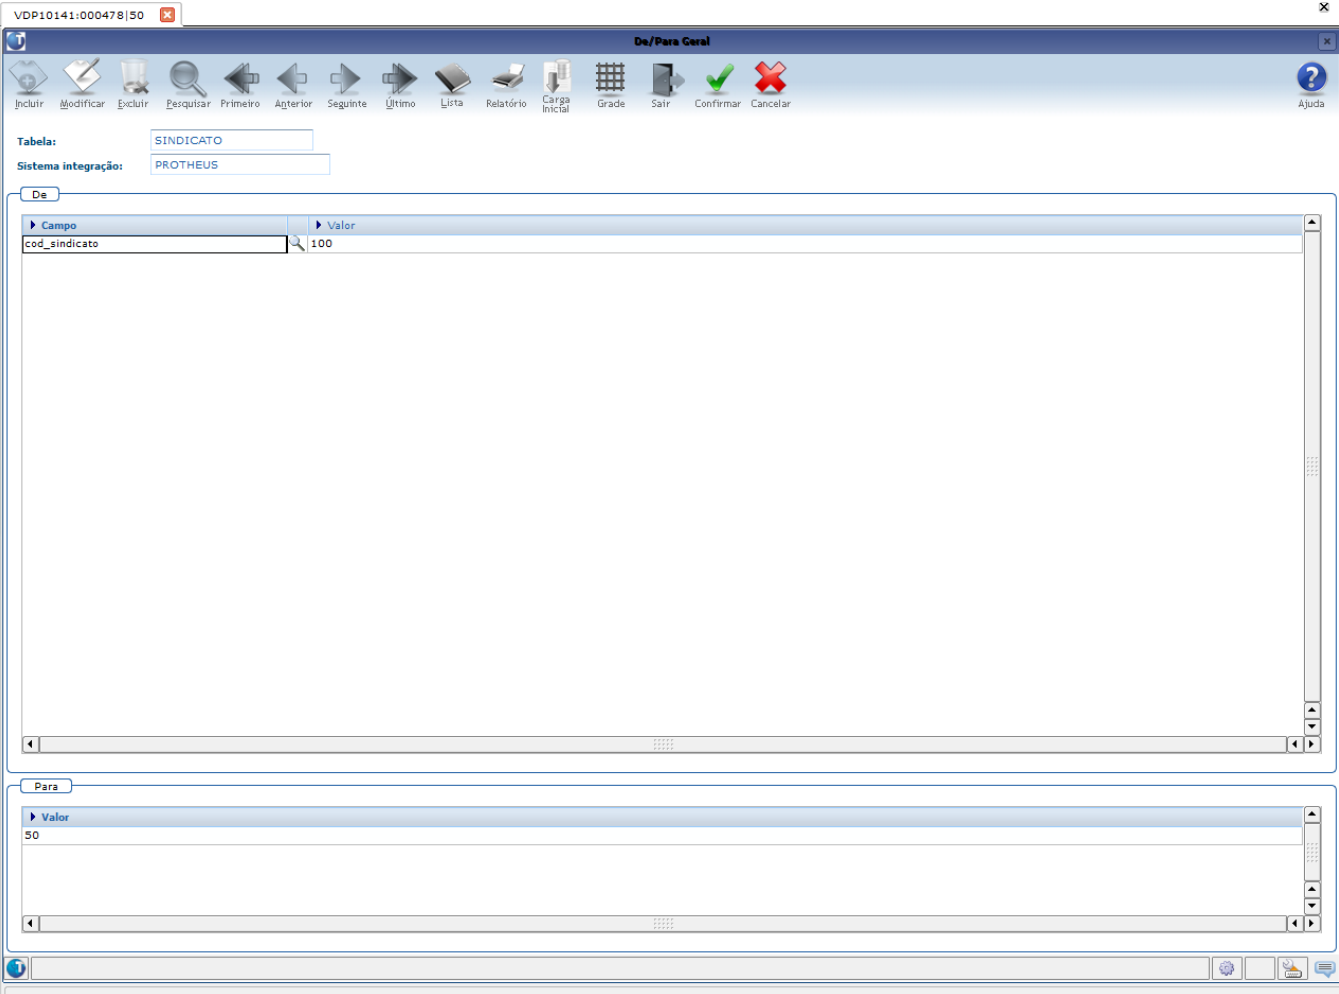 VDP10141:000478|50
De/Para Geral
Incluir Modificar Excluir Pesquisar Primeiro Anterior Seguinte Último Lista Relatório Carga Inicial Grade Sair Confirmar Cancelar Ajuda
Tabela: SINDICATO
Sistema integração: PROTHEUS
De
Campo Valor
cod_sindicato 100
Para
Valor
50